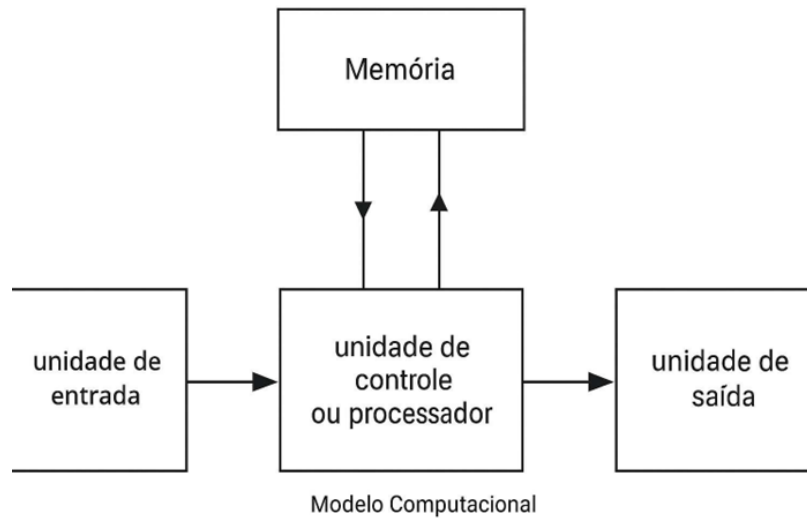 Memória
unidade de
entrada
unidade de
controle
ou processador
unidade de
saída
Modelo Computacional